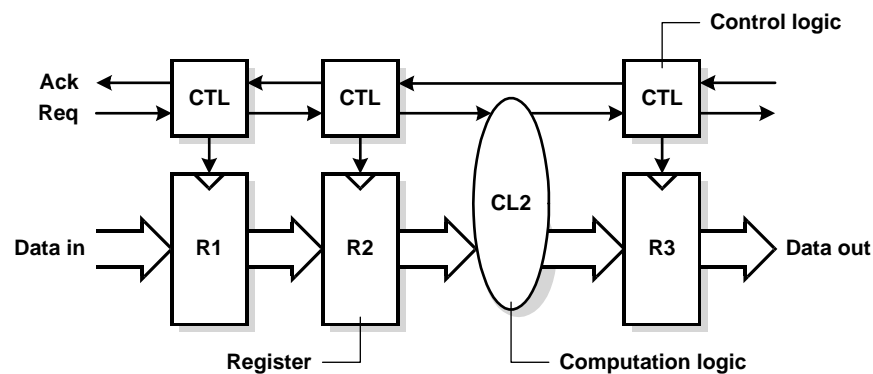 Control logic
Ack
Req
CTL
CTL
CTL
Data in
R1
R2
CL2
R3
Data out
Register
Computation logic